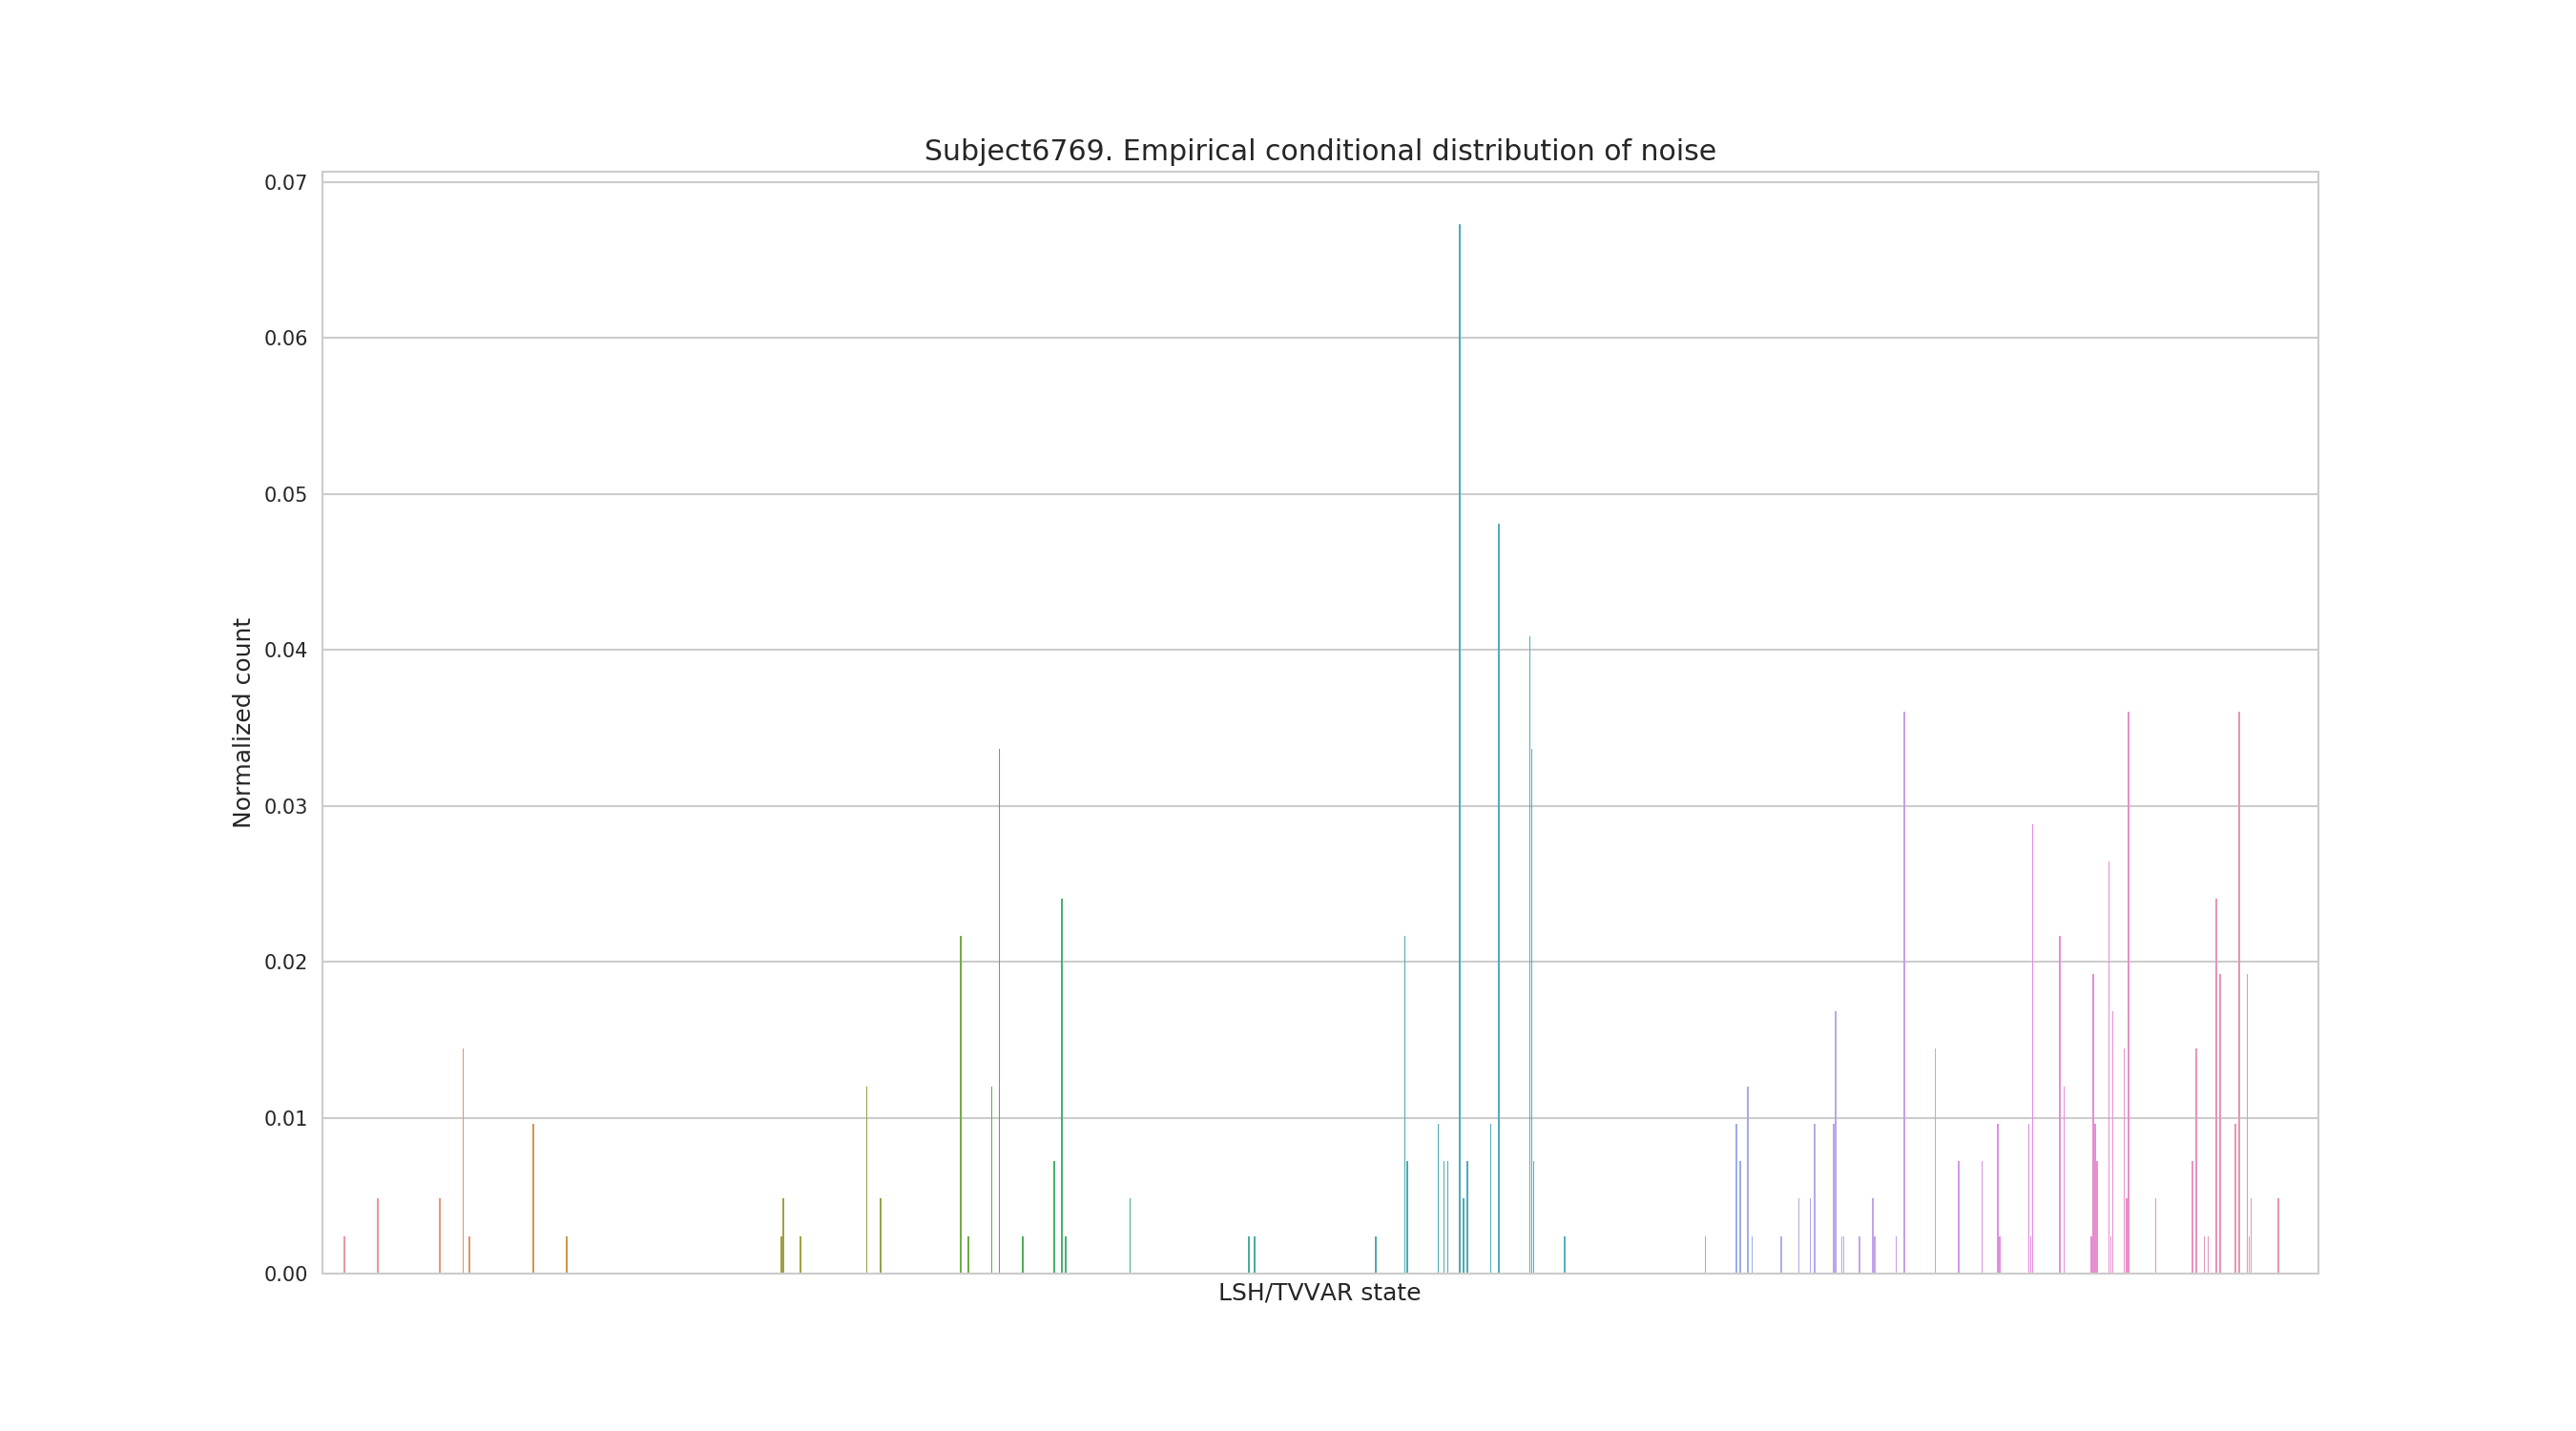 Subject6769. Empirical conditional distribution of noise
0.07
0.06
0.05
0.04
0.03
0.02
0.01
0.00
Normalized count
LSH/TVVAR state